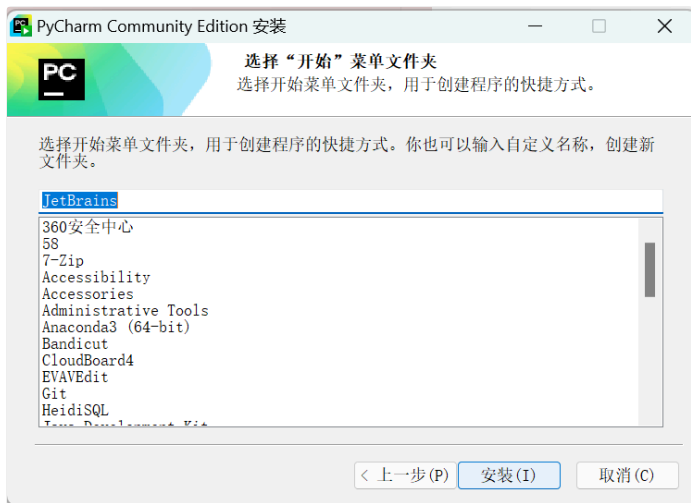 PyCharm Community Edition 安装
PC
选择“开始”菜单文件夹
选择开始菜单文件夹，用于创建程序的快捷方式。
选择开始菜单文件夹，用于创建程序的快捷方式。你也可以输入自定义名称，创建新
文件夹。
JetBrains
360安全中心
58
7-Zip
Accessibility
Accessories
Administrative Tools
Anaconda3 (64-bit)
Bandicut
CloudBoard4
EVAVEdit
Git
HeidiSQL
Java Development Kit
< 上一步(P) 安装(I) 取消(C)